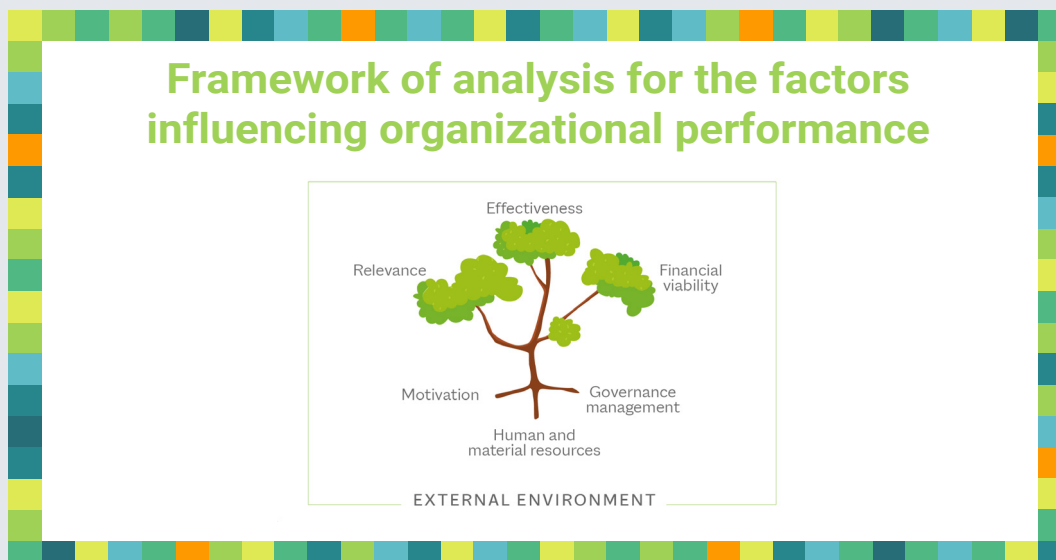 Framework of analysis for the factors
influencing organizational performance
Effectiveness
Relevance
Financial
viability
Motivation
Governance
management
Human and
material resources
EXTERNAL ENVIRONMENT